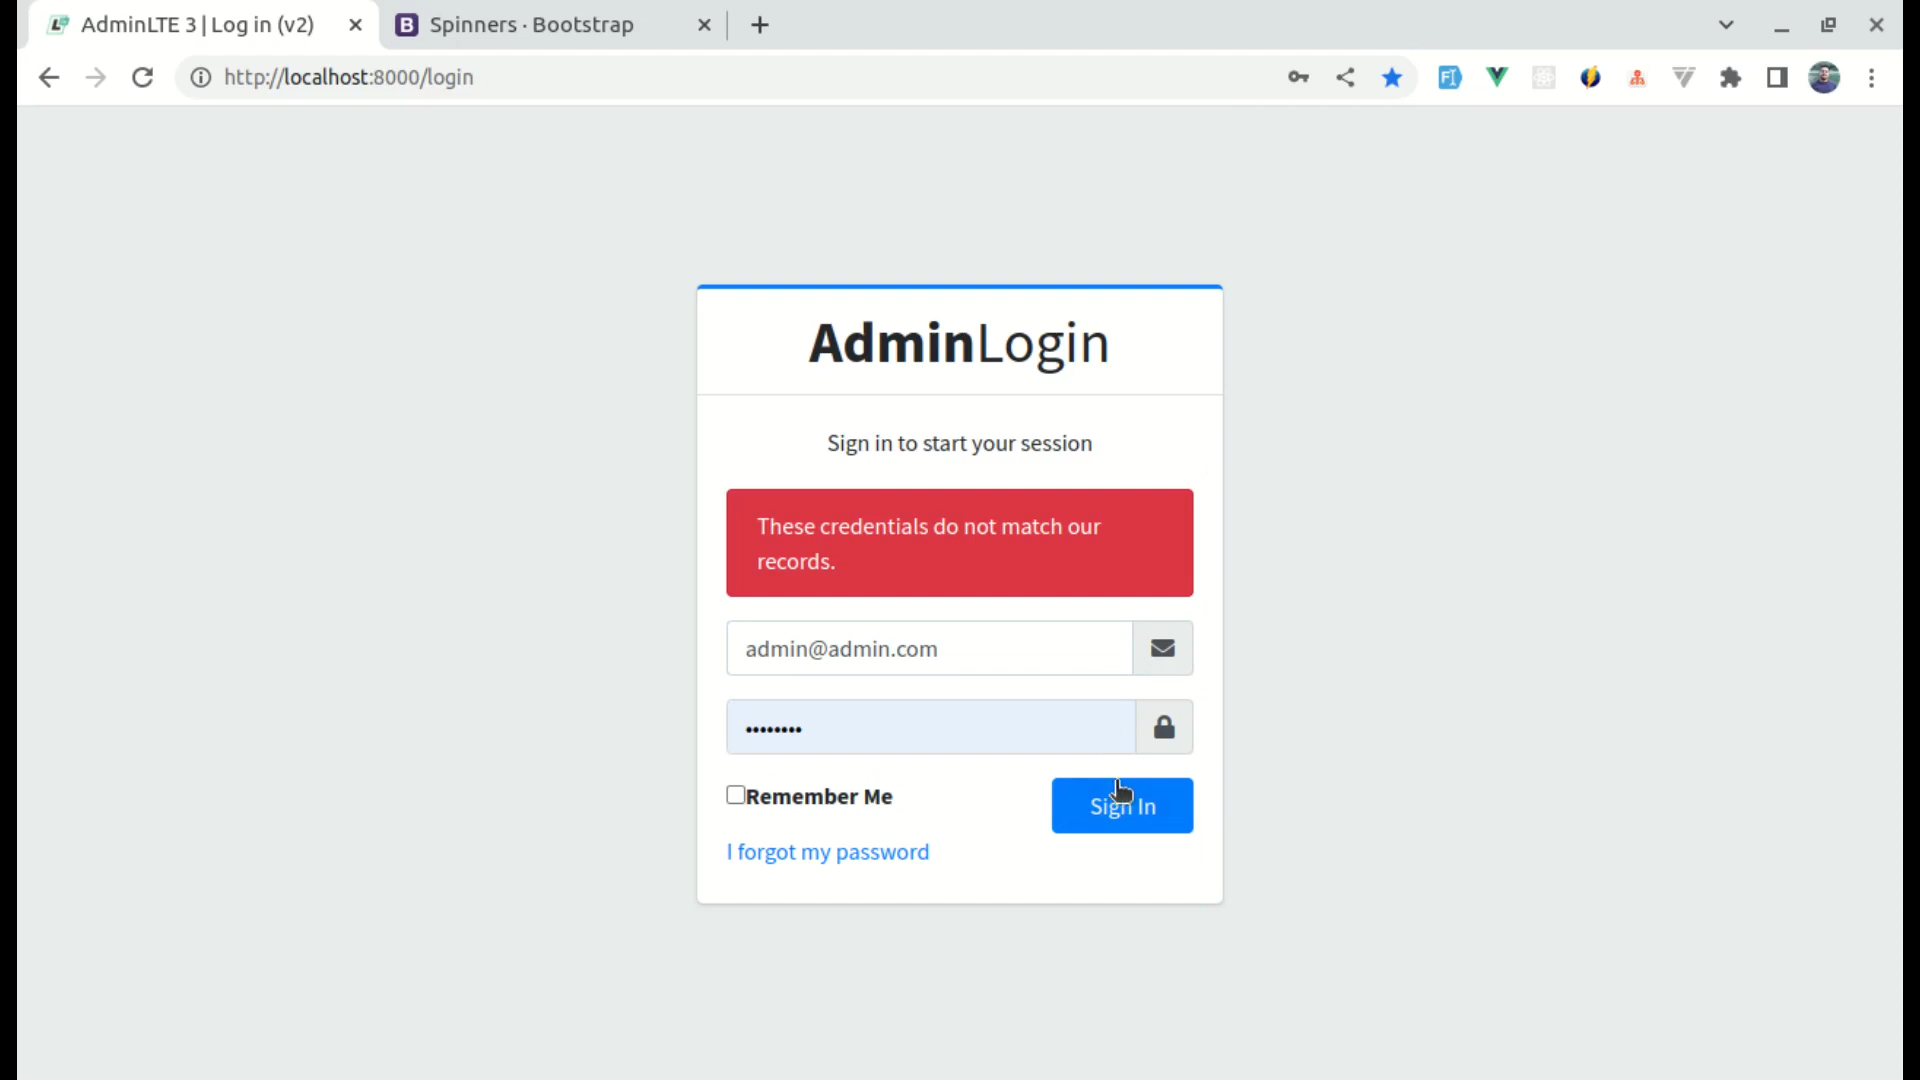 AdminLTE 3 | Log in (v2)
Spinners · Bootstrap
http://localhost:8000/login
AdminLogin
Sign in to start your session
These credentials do not match our
records.
admin@admin.com
••••••••
Remember Me
Sign In
I forgot my password